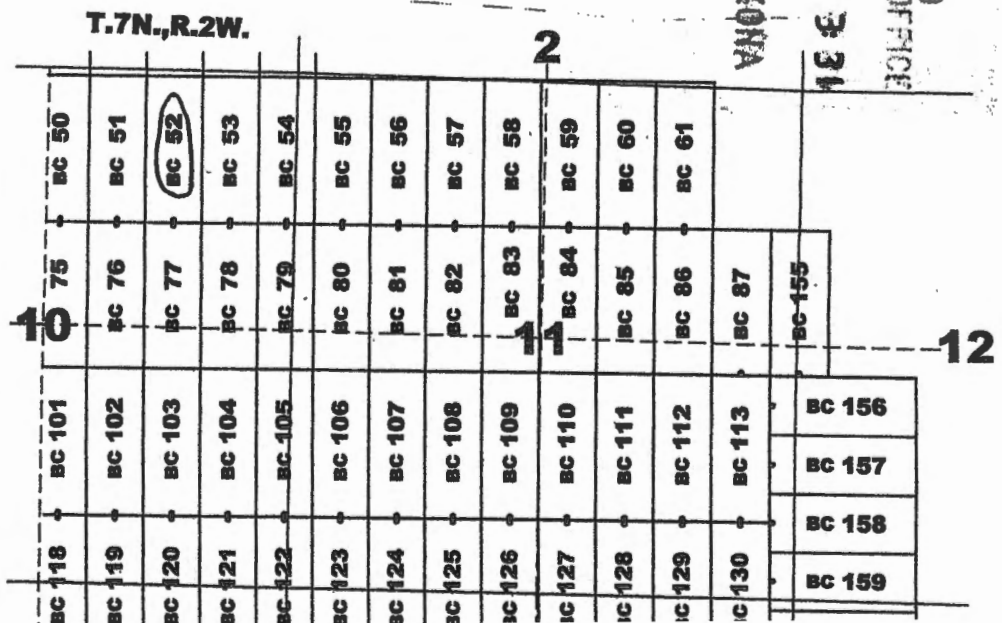 T.7N.,R.2W.
2
OFFICE
3 31
ZONA
BC 50 BC 51 BC 52 BC 53 BC 54 BC 55 BC 56 BC 57 BC 58 BC 59 BC 60 BC 61
BC 75 BC 76 BC 77 BC 78 BC 79 BC 80 BC 81 BC 82 BC 83 BC 84 BC 85 BC 86 BC 87 BC 155
10 11 12
BC 101 BC 102 BC 103 BC 104 BC 105 BC 106 BC 107 BC 108 BC 109 BC 110 BC 111 BC 112 BC 113
BC 156
BC 157
BC 158
BC 159
BC 118 BC 119 BC 120 BC 121 BC 122 BC 123 BC 124 BC 125 BC 126 BC 127 BC 128 BC 129 BC 130